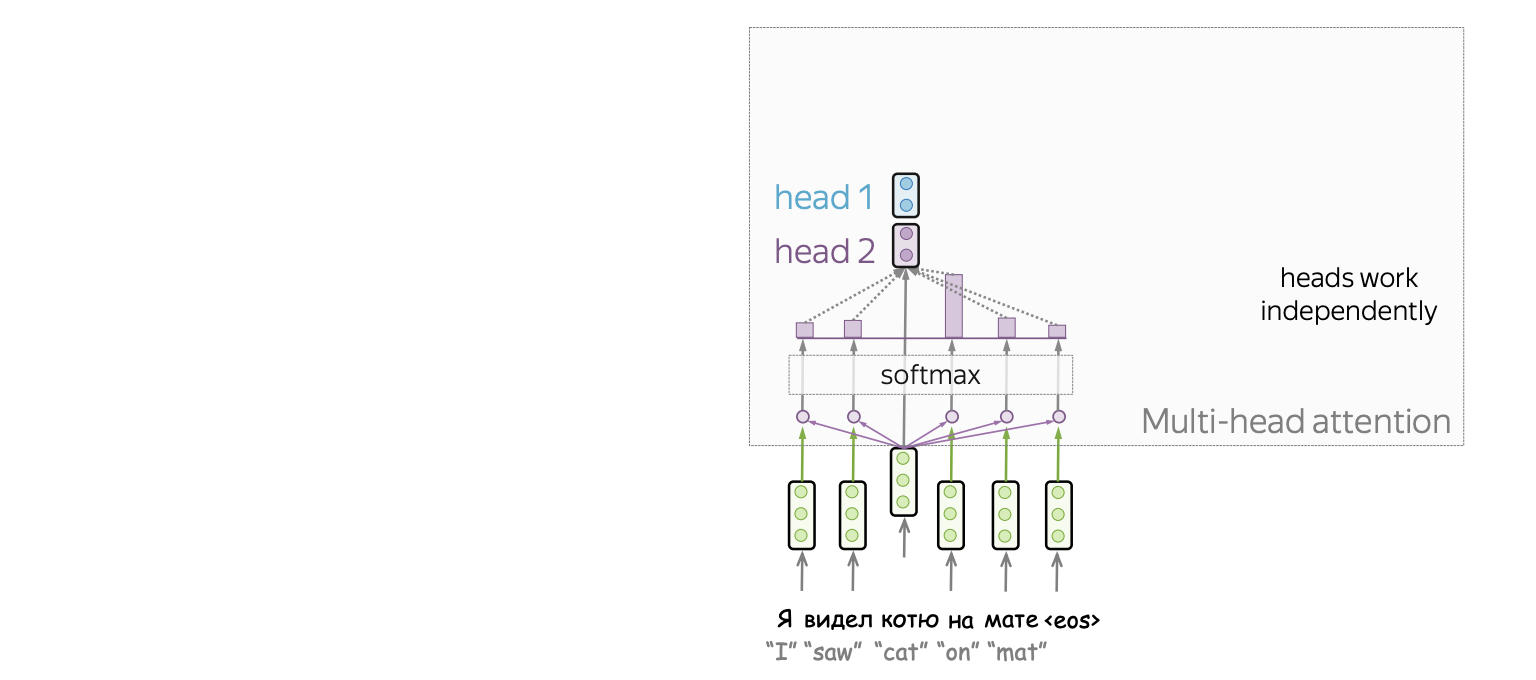 head 1
head 2
heads work
independently
softmax
Multi-head attention
Я видел котю на мате <eos>
“I” “saw” “cat” “on” “mat”